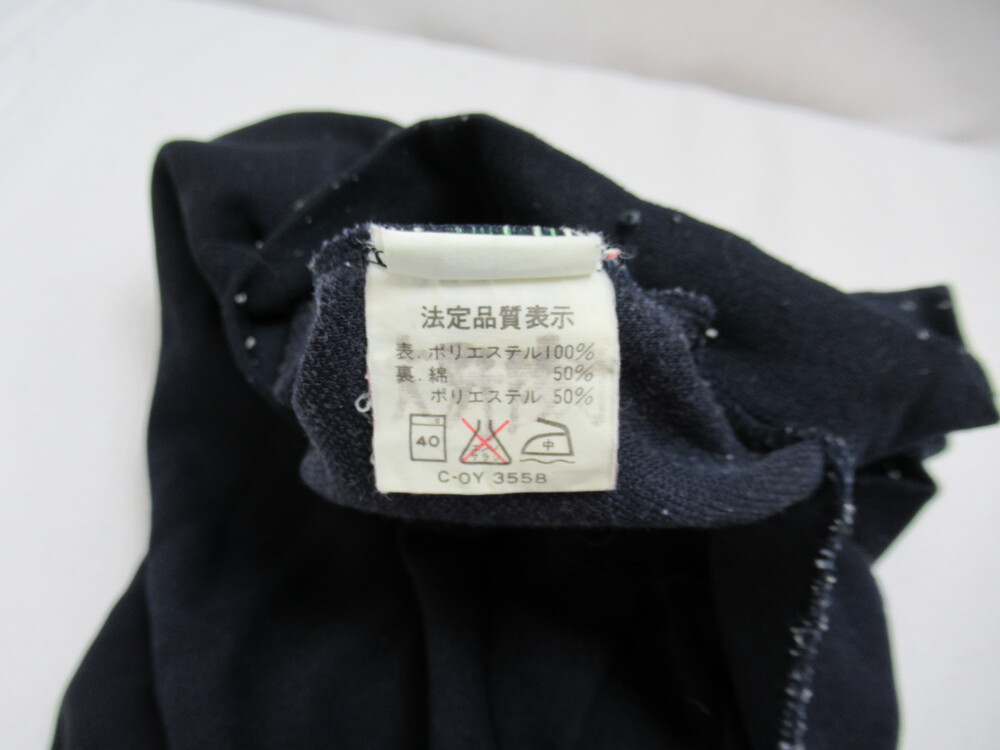 法定品質表示
表.ポリエステル100%
裏.綿 50%
ポリエステル 50%
40 中
C-OY 3558